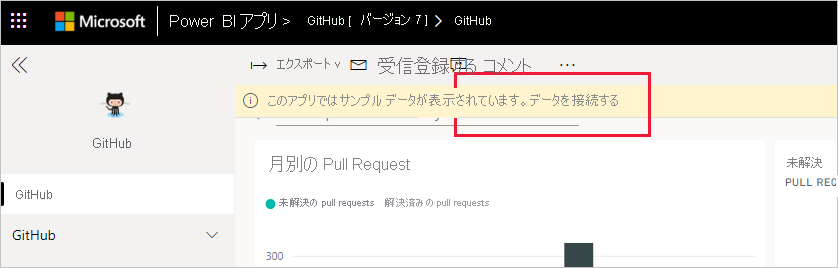 Microsoft Power BI アプリ > GitHub [ バージョン 7 ] > GitHub
エクスポート 受信登録する コメント ...
このアプリではサンプル データが表示されています。データを接続する
GitHub
GitHub
GitHub
月別の Pull Request
未解決の pull requests 解決済みの pull requests
300
未解決
PULL REQ